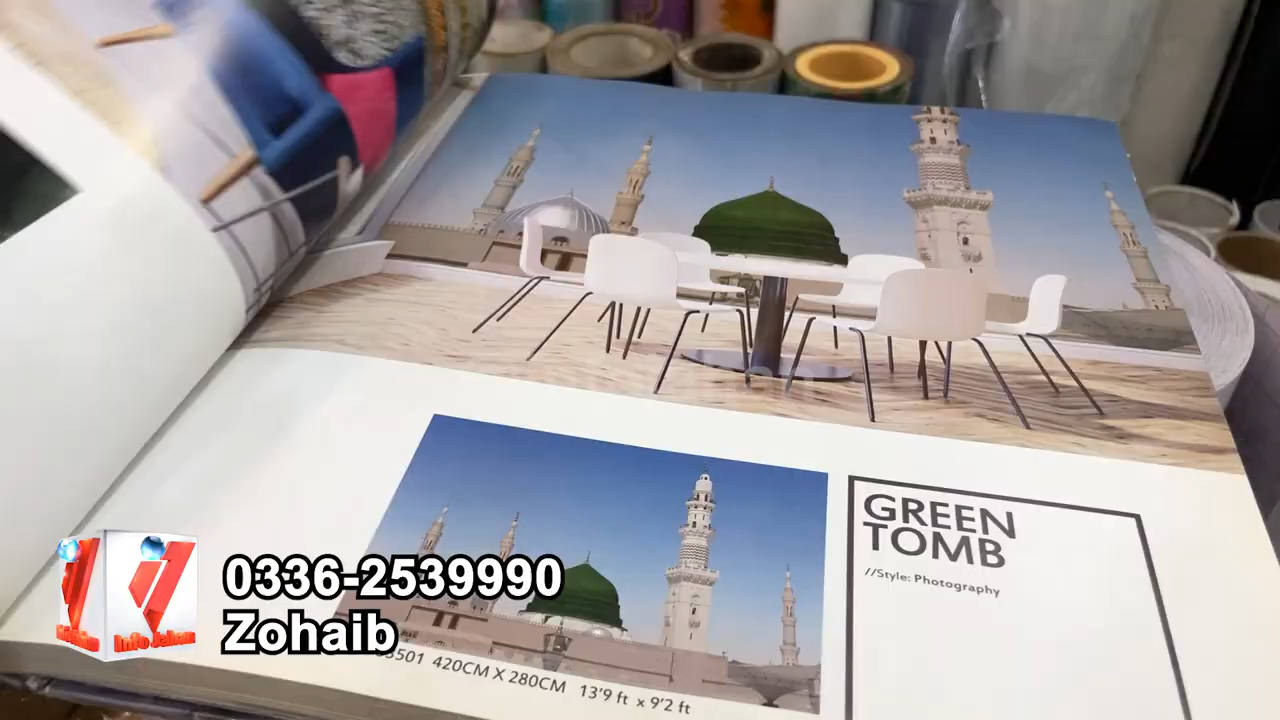 GREEN
TOMB
//Style: Photography
420CM X 280CM 13'9 ft x 9'2 ft
0336-2539990
Zohaib
Info Jahan